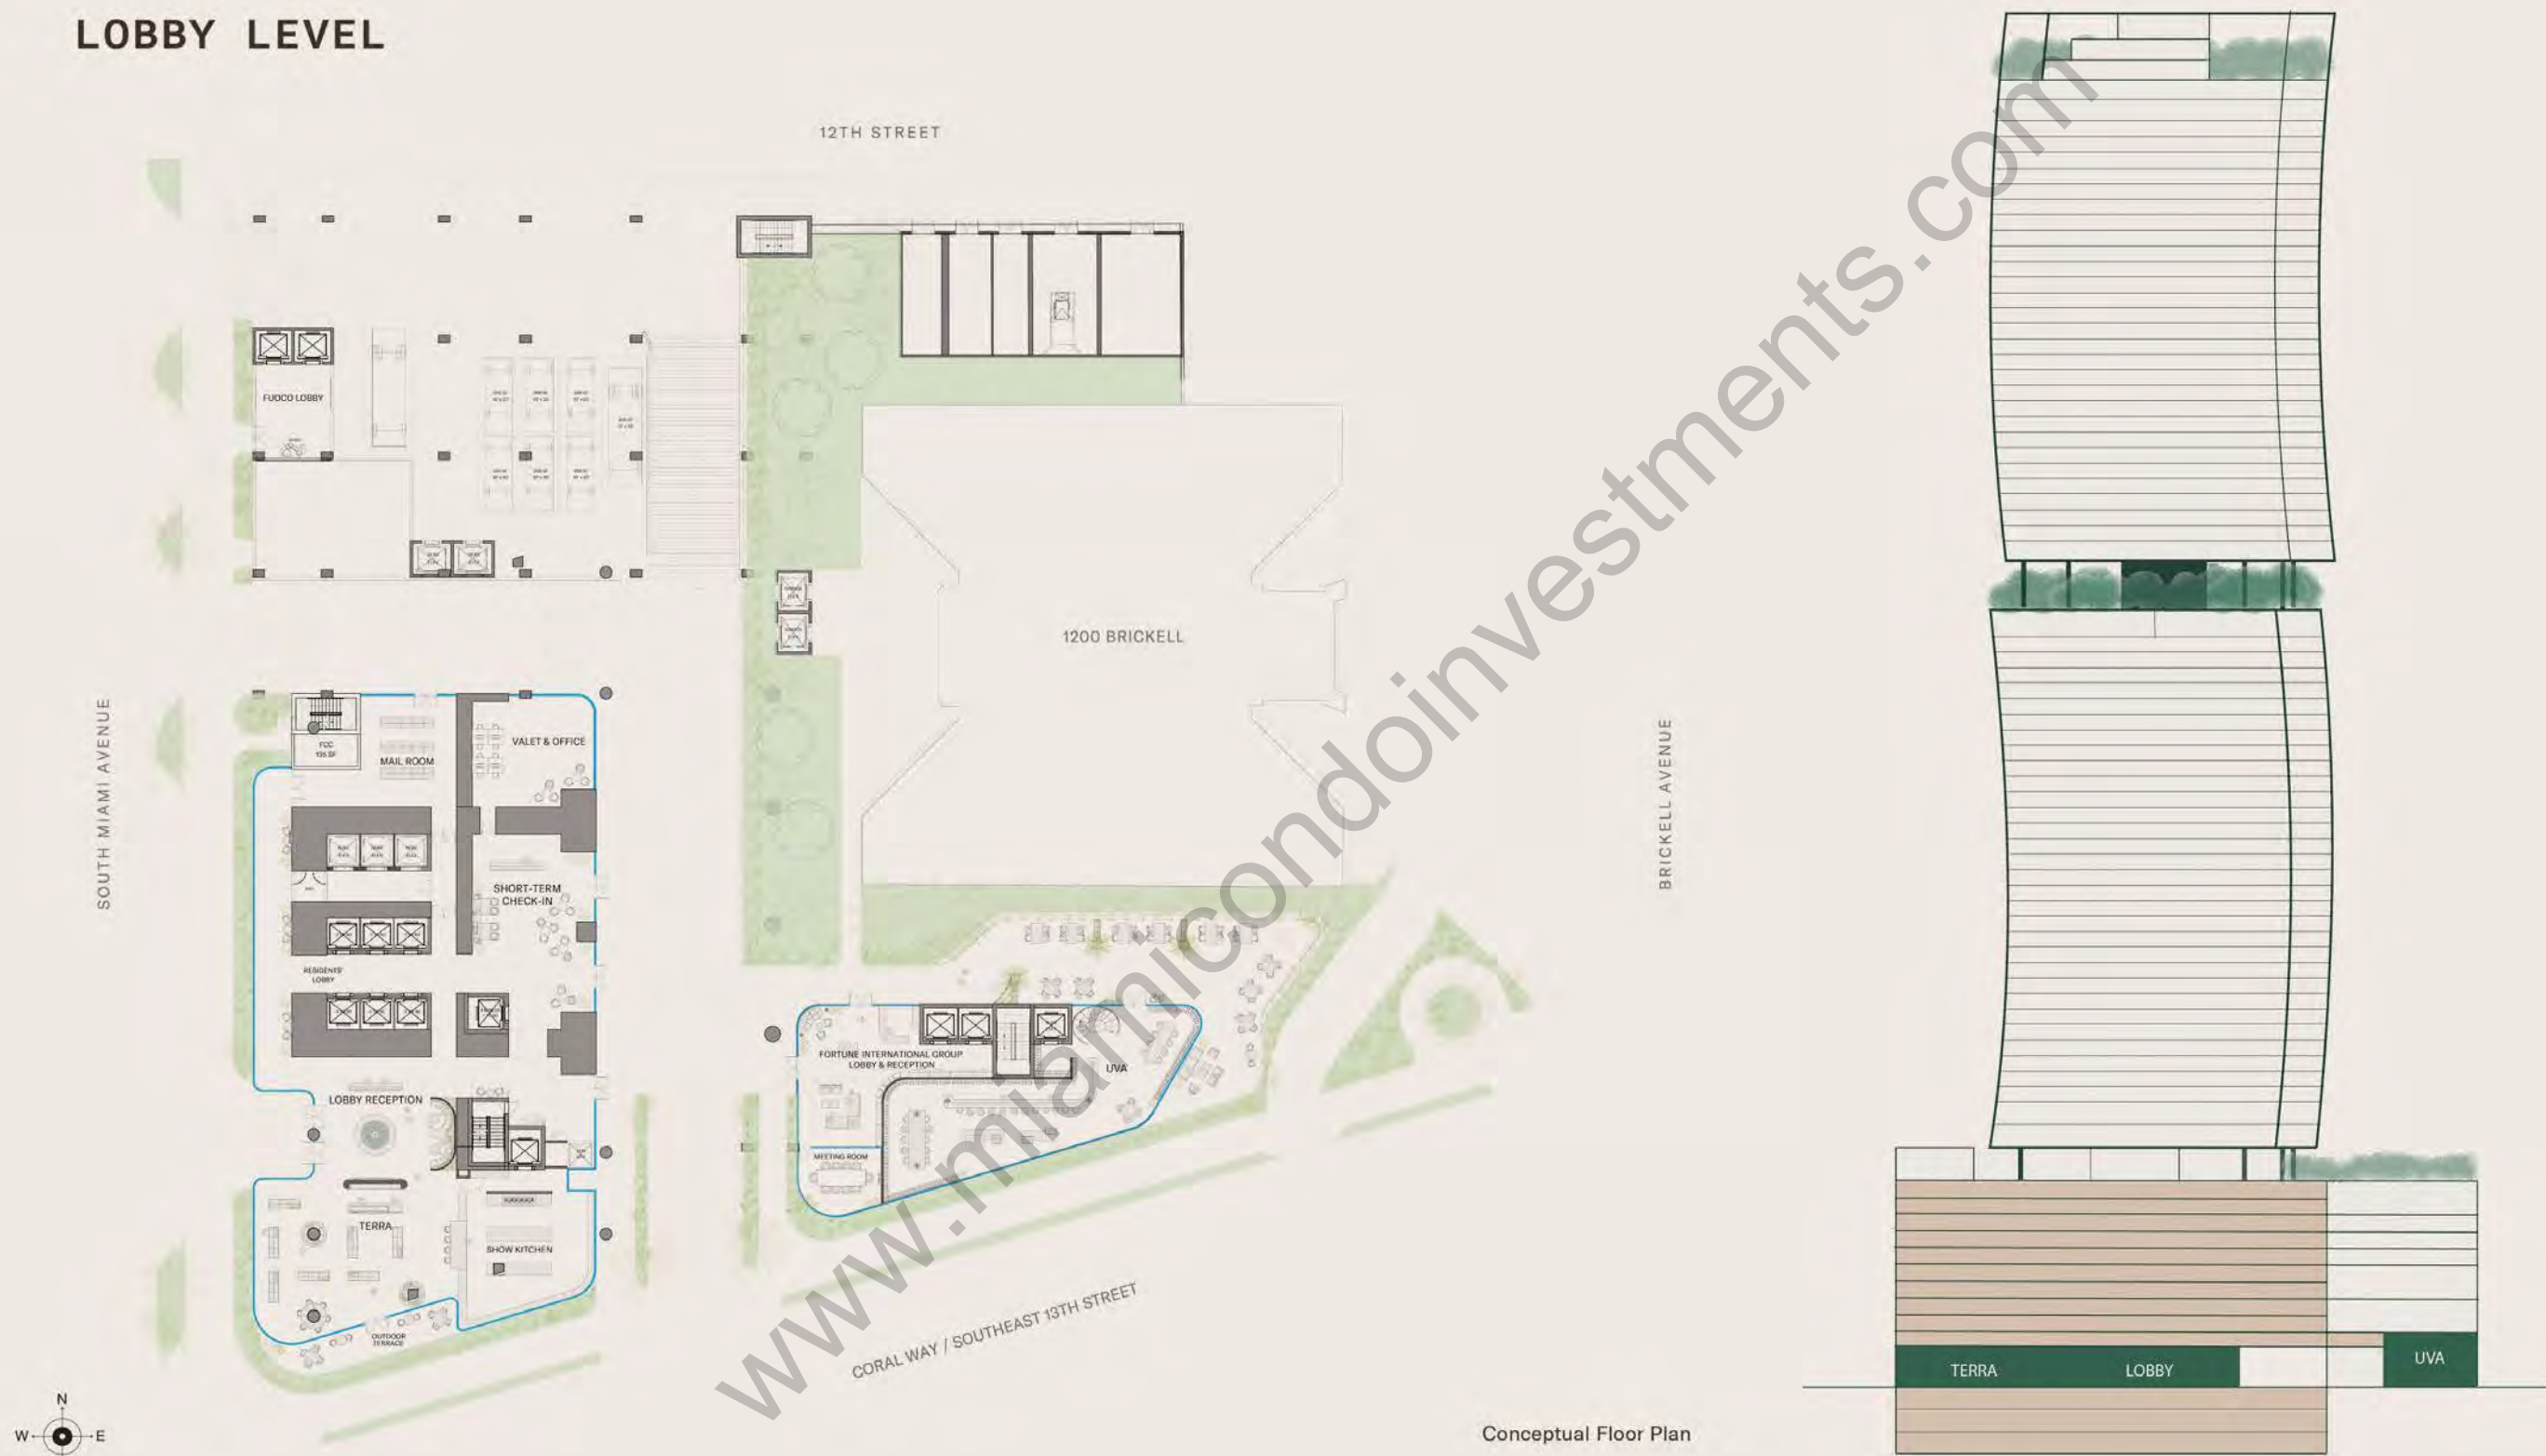 LOBBY LEVEL
12TH STREET
FUOCO LOBBY
1200 BRICKELL
SOUTH MIAMI AVENUE
BRICKELL AVENUE
FCC
MAIL ROOM
VALET & OFFICE
SHORT-TERM
CHECK-IN
RESIDENTS'
LOBBY
LOBBY RECEPTION
FORTUNE INTERNATIONAL GROUP
LOBBY & RECEPTION
UVA
MEETING ROOM
TERRA
SHOW KITCHEN
OUTDOOR
TERRACE
CORAL WAY / SOUTHEAST 13TH STREET
TERRA
LOBBY
UVA
N
W
E
Conceptual Floor Plan
www.miamicondoinvestments.com